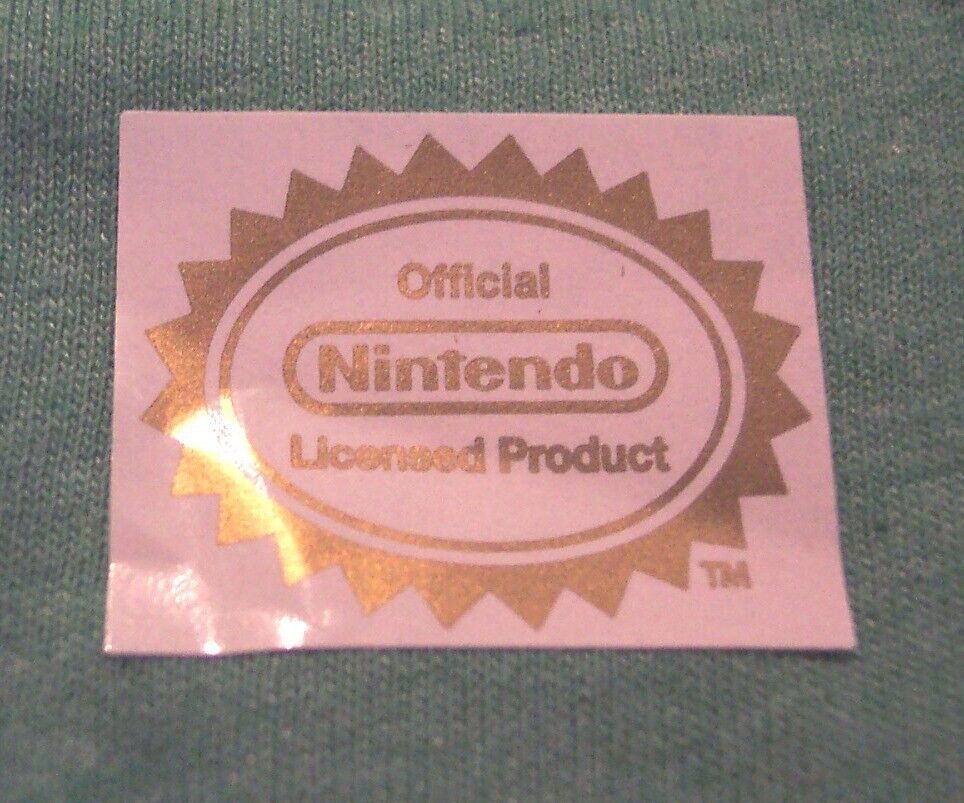 Official
Nintendo
Licensed Product
TM